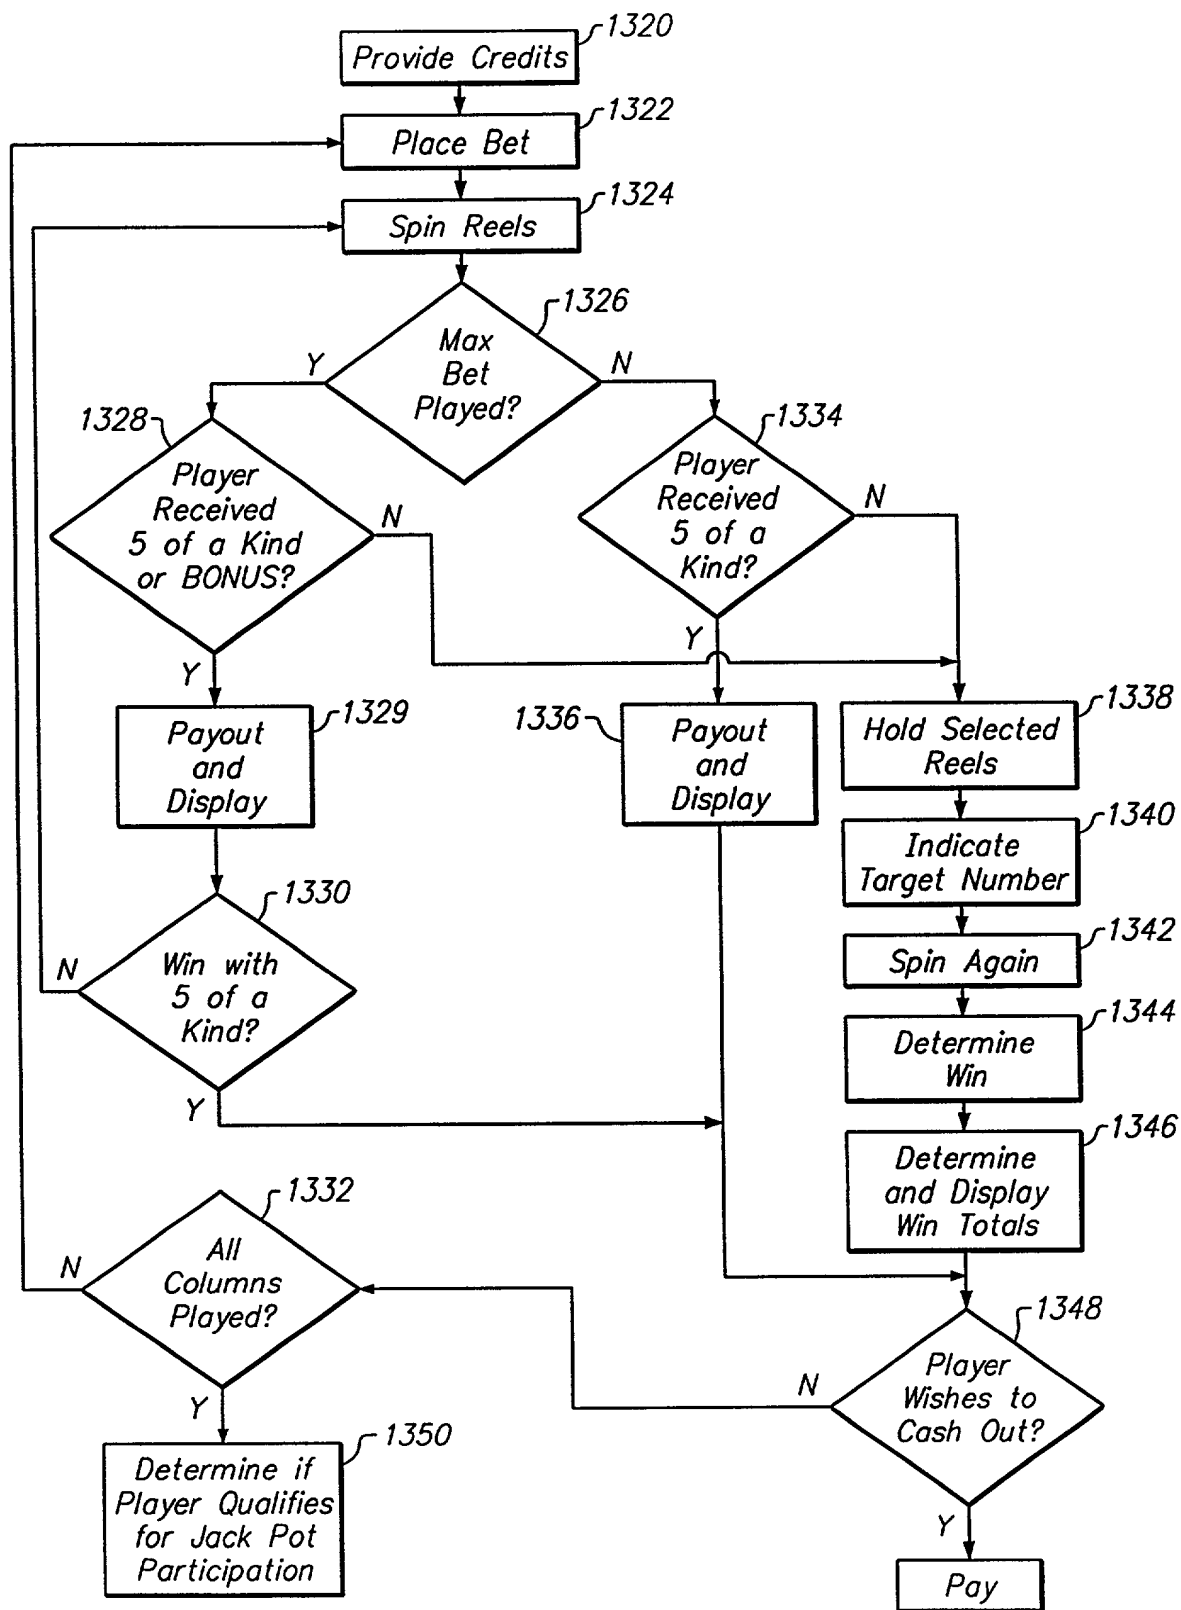 1320
Provide Credits
1322
Place Bet
1324
Spin Reels
1326
Max
Bet
Played?
Y
N
1328
Player
Received
5 of a Kind
or BONUS?
N
Y
1334
Player
Received
5 of a
Kind?
N
Y
1329
Payout
and
Display
1336
Payout
and
Display
1338
Hold Selected
Reels
1340
Indicate
Target Number
1330
Win with
5 of a
Kind?
N
Y
1342
Spin Again
1344
Determine
Win
1346
Determine
and Display
Win Totals
1332
All
Columns
Played?
N
Y
1348
Player
Wishes to
Cash Out?
N
Y
1350
Determine if
Player Qualifies
for Jack Pot
Participation
Pay